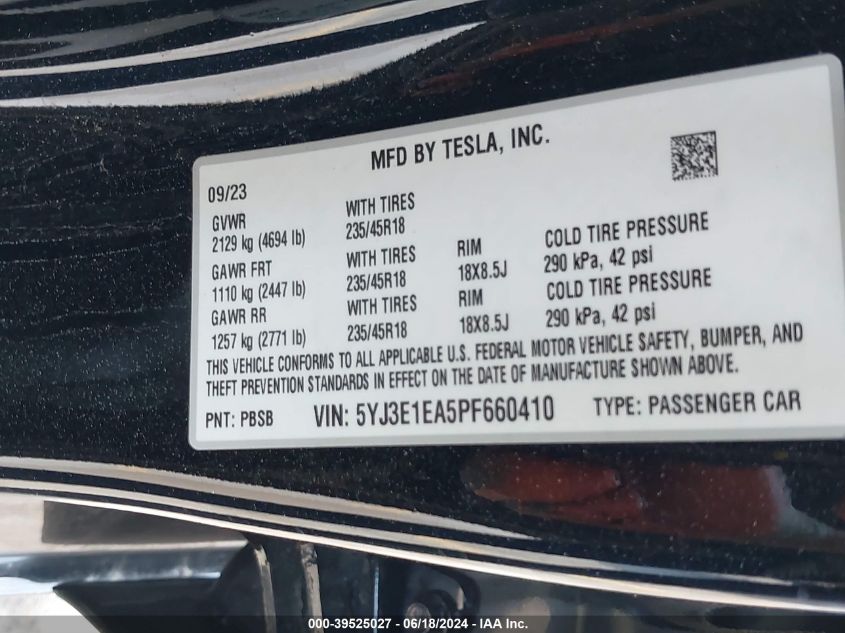 MFD BY TESLA, INC.
09/23
GVWR
2129 kg (4694 lb)
WITH TIRES
235/45R18
GAWR FRT
1110 kg (2447 lb)
WITH TIRES
235/45R18
RIM
18X8.5J
COLD TIRE PRESSURE
290 kPa, 42 psi
GAWR RR
1257 kg (2771 lb)
WITH TIRES
235/45R18
RIM
18X8.5J
COLD TIRE PRESSURE
290 kPa, 42 psi
THIS VEHICLE CONFORMS TO ALL APPLICABLE U.S. FEDERAL MOTOR VEHICLE SAFETY, BUMPER, AND
THEFT PREVENTION STANDARDS IN EFFECT ON THE DATE OF MANUFACTURE SHOWN ABOVE.
PNT: PBSB VIN: 5YJ3E1EA5PF660410 TYPE: PASSENGER CAR
000-39525027 - 06/18/2024 - IAA Inc.